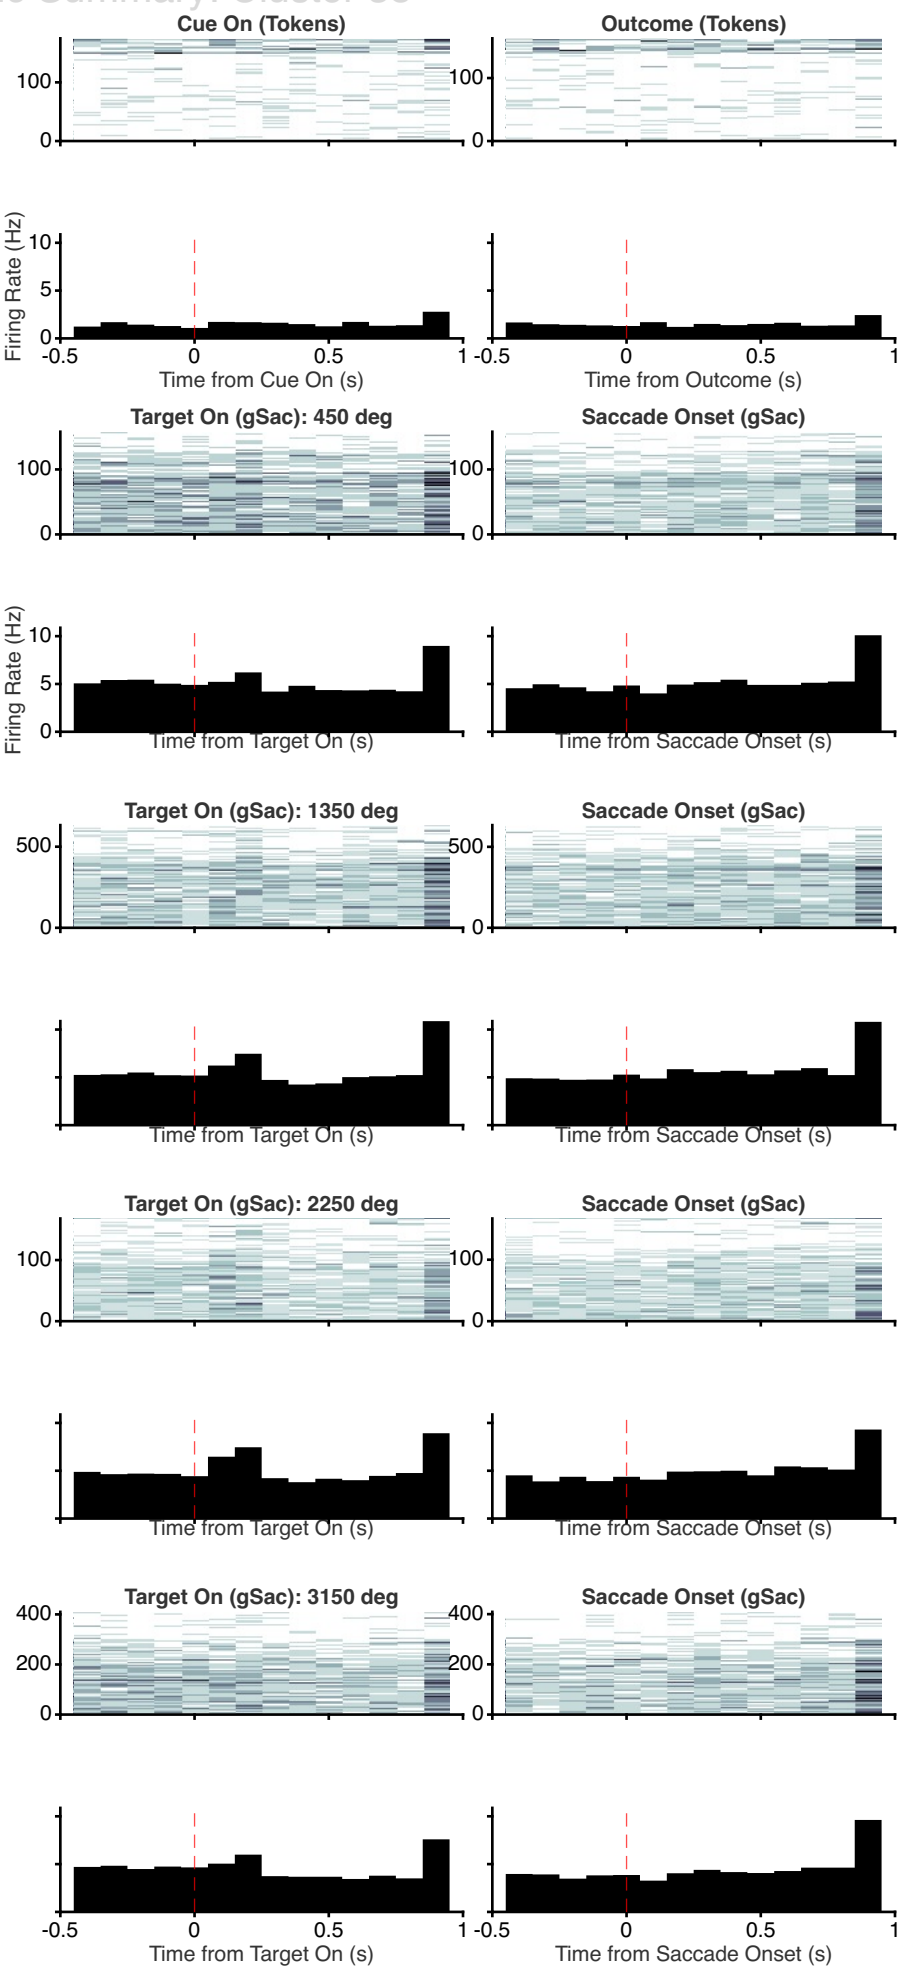 Summary: Cluster
Cue On (Tokens) Outcome (Tokens)
100 100
0 0
Firing Rate (Hz)
10
5
0
-0.5 0 0.5 1 -0.5 0 0.5 1
Time from Cue On (s) Time from Outcome (s)
Target On (gSac): 450 deg Saccade Onset (gSac)
100 100
0 0
Firing Rate (Hz)
10
5
0
Time from Target On (s) Time from Saccade Onset (s)
Target On (gSac): 1350 deg Saccade Onset (gSac)
500 500
0 0
Time from Target On (s) Time from Saccade Onset (s)
Target On (gSac): 2250 deg Saccade Onset (gSac)
100 100
0 0
Time from Target On (s) Time from Saccade Onset (s)
Target On (gSac): 3150 deg Saccade Onset (gSac)
400 400
200 200
0 0
-0.5 0 0.5 1 -0.5 0 0.5 1
Time from Target On (s) Time from Saccade Onset (s)